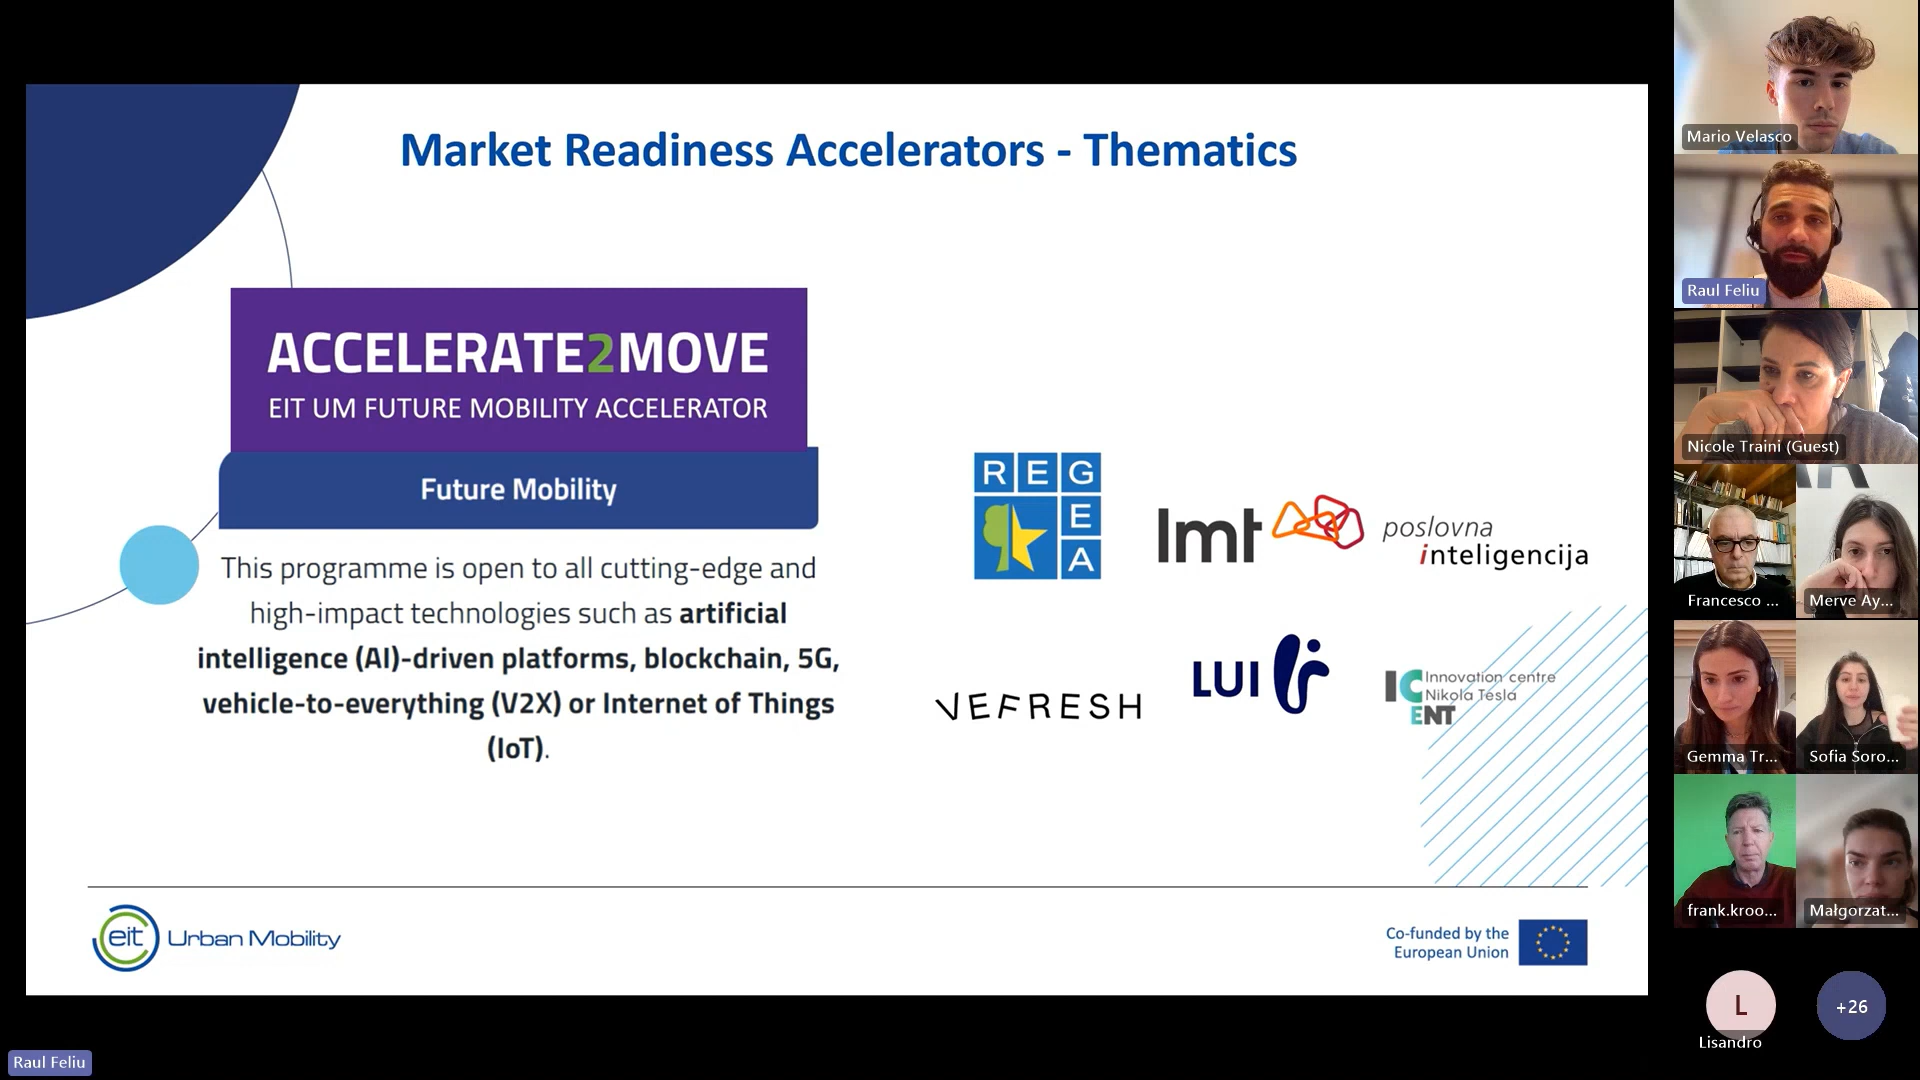 Market Readiness Accelerators - Thematics
ACCELERATE2MOVE
EIT UM FUTURE MOBILITY ACCELERATOR
Future Mobility
This programme is open to all cutting-edge and
high-impact technologies such as artificial
intelligence (AI)-driven platforms, blockchain, 5G,
vehicle-to-everything (V2X) or Internet of Things
(IoT).
REG
E
A
lmt
poslovna
inteligencija
VEFRESH
LUI
IC
ENT
Innovation centre
Nikola Tesla
eit Urban Mobility
Co-funded by the
European Union
Mario Velasco
Raul Feliu
Nicole Traini (Guest)
Francesco ...
Merve Ay...
Gemma Tr...
Sofia Soro...
frank.kroo...
Małgorzat...
L
Lisandro
+26
Raul Feliu